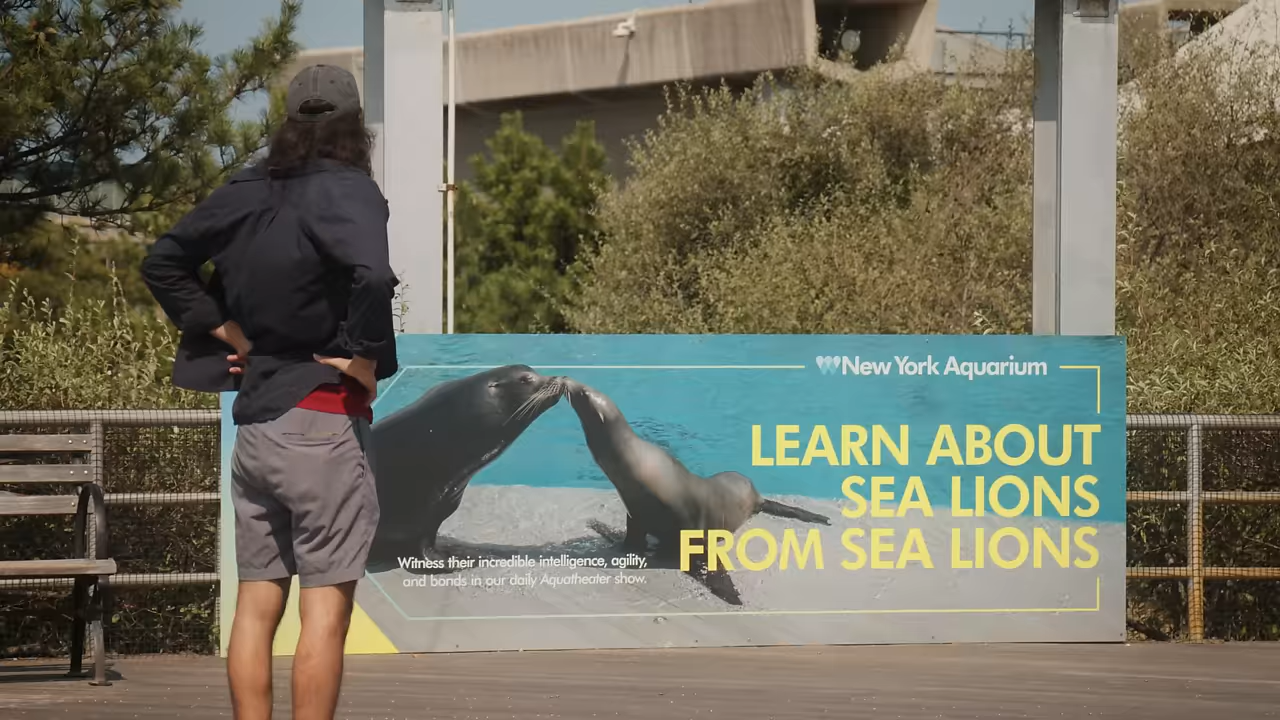 New York Aquarium
LEARN ABOUT
SEA LIONS
FROM SEA LIONS
Witness their incredible intelligence, agility,
and bonds in our daily Aquatheater show.